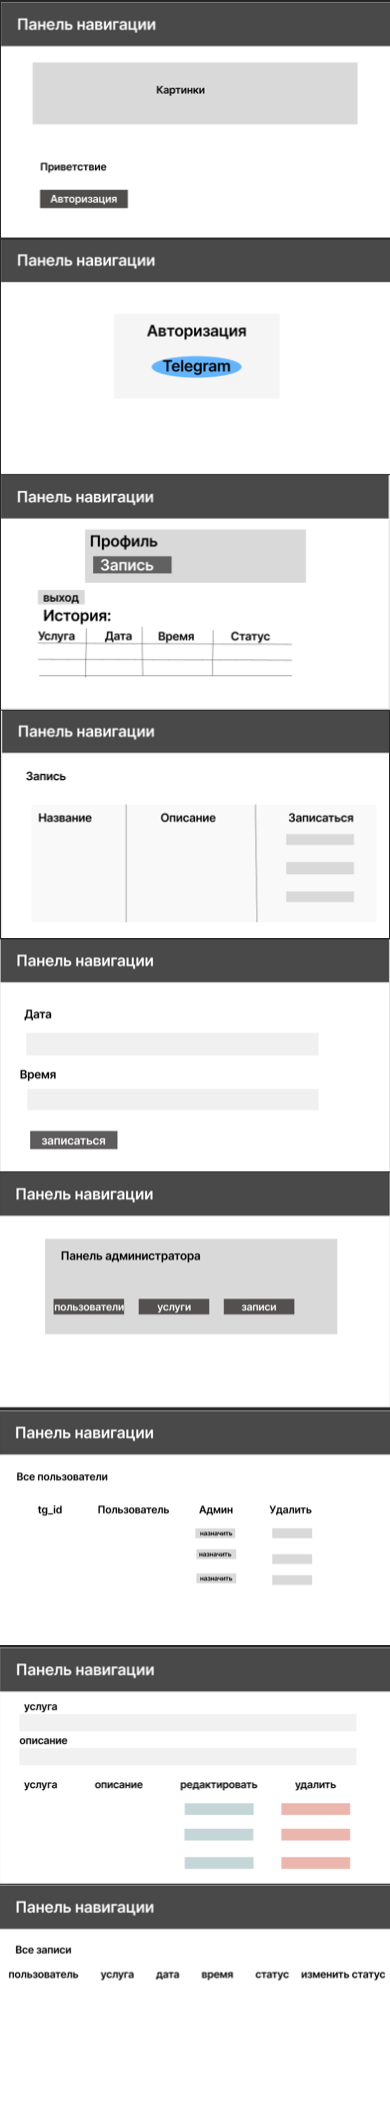 Панель навигации
Картинки
Приветствие
Авторизация
Панель навигации
Авторизация
Telegram
Панель навигации
Профиль
Запись
выход
История:
Услуга Дата Время Статус
Панель навигации
Запись
Название Описание Записаться
Панель навигации
Дата
Время
записаться
Панель навигации
Панель администратора
пользователи услуги записи
Панель навигации
Все пользователи
tg_id Пользователь Админ Удалить
назначить
назначить
назначить
Панель навигации
услуга
описание
услуга описание редактировать удалить
Панель навигации
Все записи
пользователь услуга дата время статус изменить статус